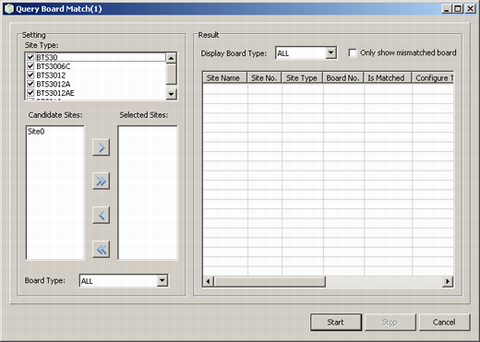 Query Board Match(1)
Setting
Site Type:
BTS30
BTS3006C
BTS3012
BTS3012A
BTS3012AE
Candidate Sites:
Selected Sites:
Site0
Board Type:
ALL
Result
Display Board Type:
ALL
Only show mismatched board
Site Name
Site No.
Site Type
Board No.
Is Matched
Configure T
Start
Stop
Cancel